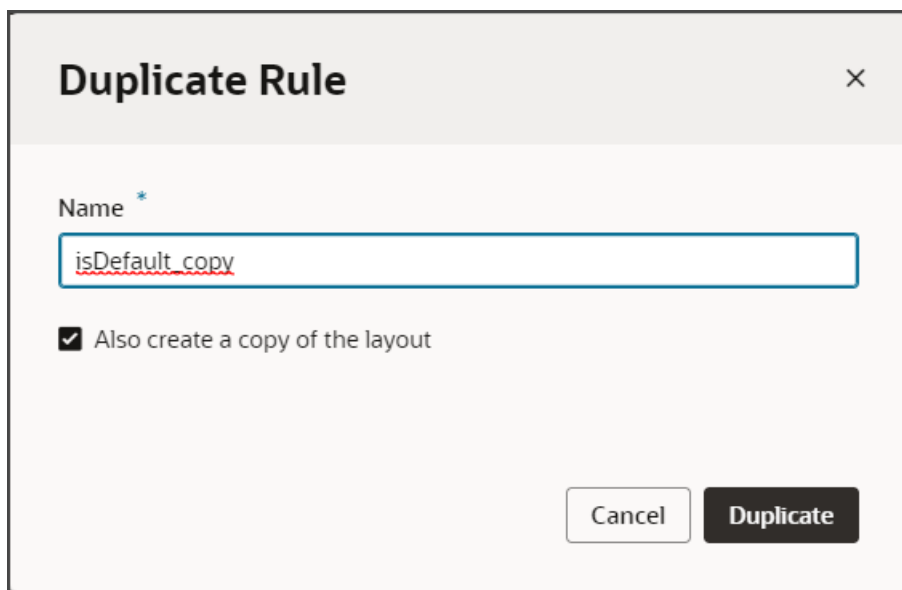 Duplicate Rule
Name *
isDefault_copy
Also create a copy of the layout
Cancel Duplicate